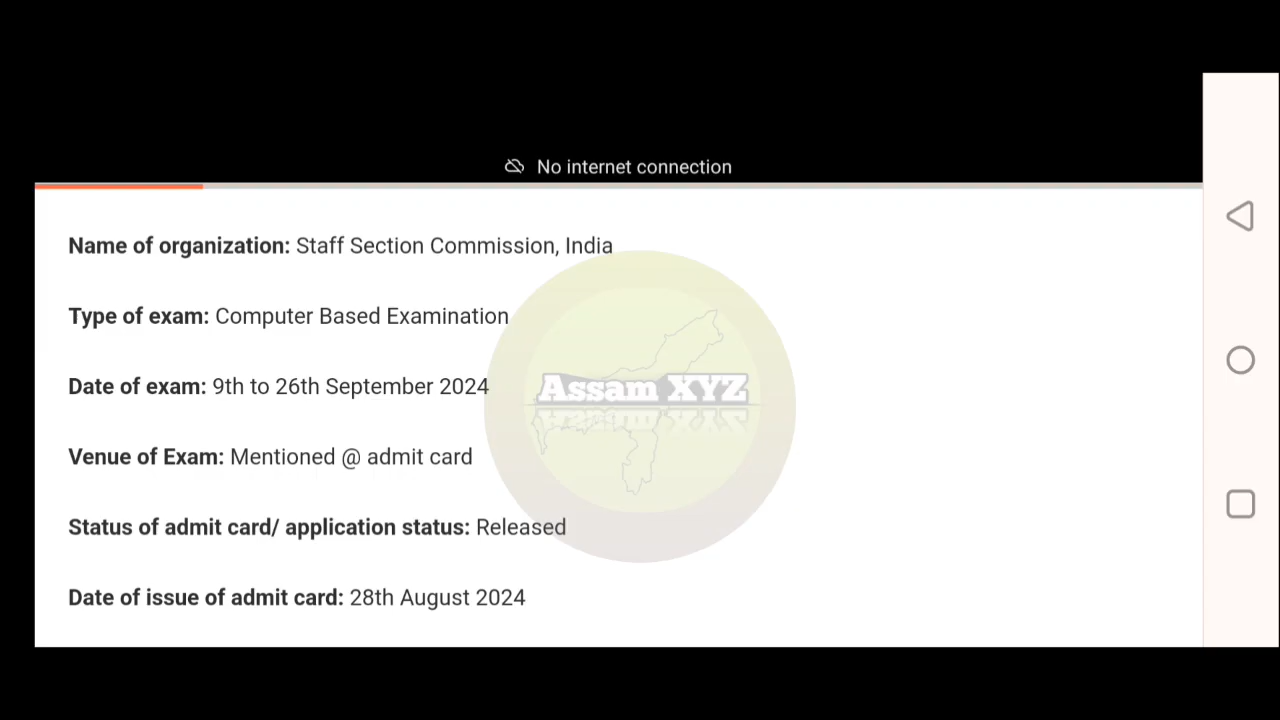 No internet connection
Name of organization: Staff Section Commission, India
Type of exam: Computer Based Examination
Date of exam: 9th to 26th September 2024
Assam XYZ
Venue of Exam: Mentioned @ admit card
Status of admit card/ application status: Released
Date of issue of admit card: 28th August 2024